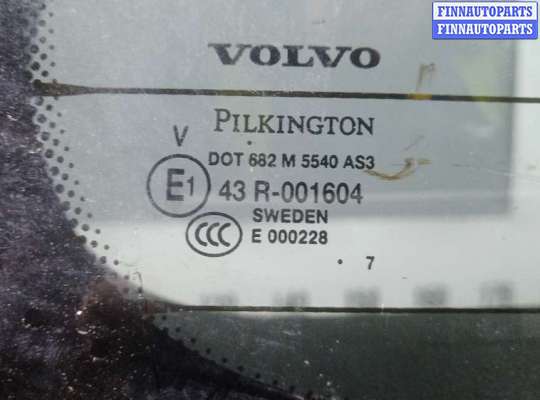 FINNAUTOPARTS
FINNAUTOPARTS
VOLVO
PILKINGTON
V
DOT 682 M 5540 AS3
E1 43 R-001604
SWEDEN
CCC E 000228
· 7